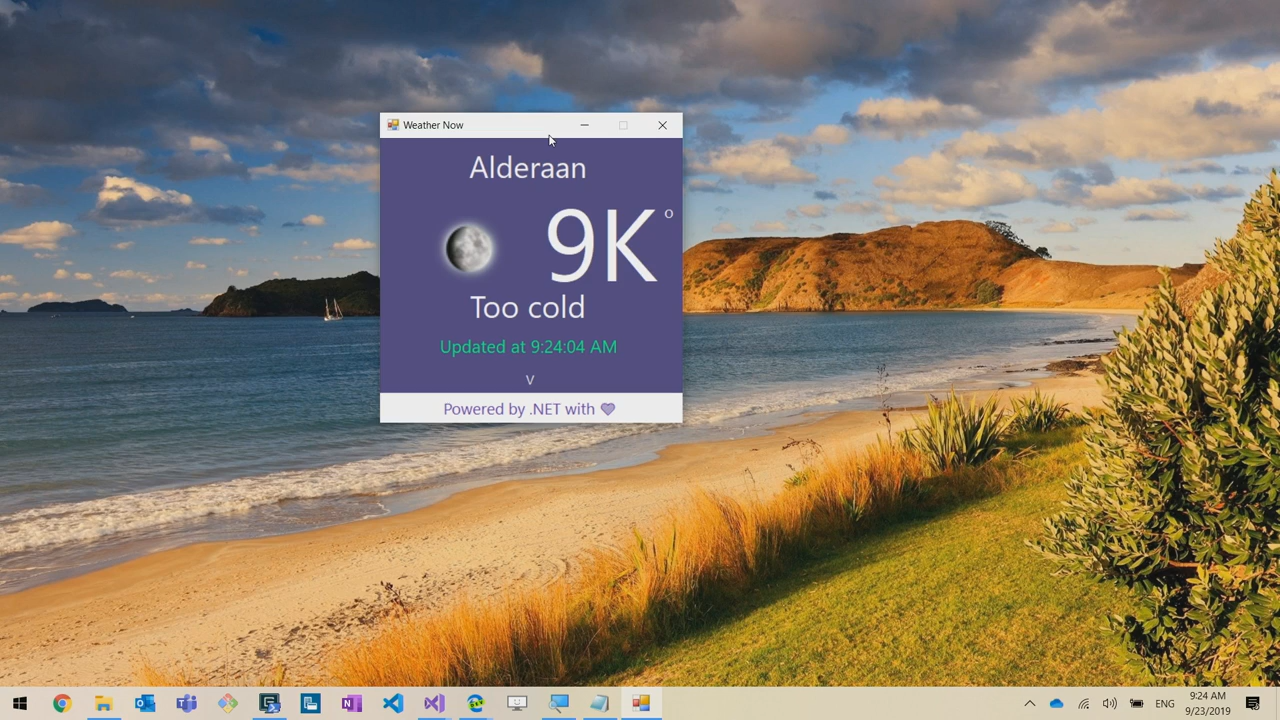 Weather Now
Alderaan
9K°
Too cold
Updated at 9:24:04 AM
v
Powered by .NET with
ENG
9:24 AM
9/23/2019